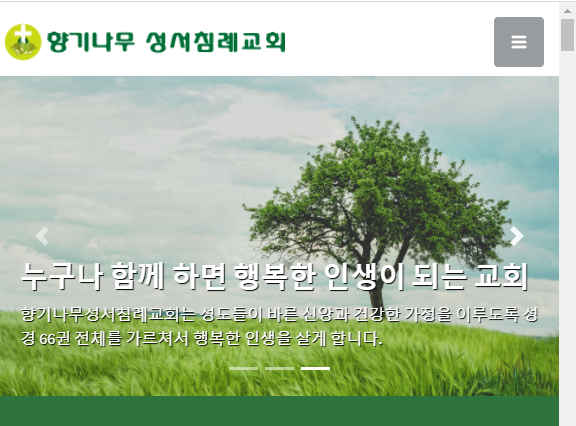 향기나무 성서침례교회
누구나 함께 하면 행복한 인생이 되는 교회
향기나무성서침례교회는 성도들이 바른 신앙과 건강한 가정을 이루도록 성
경 66권 전체를 가르쳐서 행복한 인생을 살게 합니다.